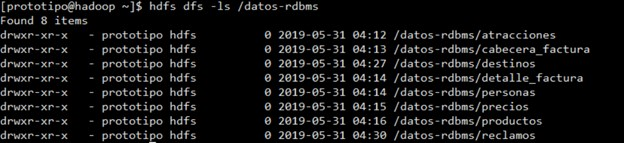 [prototipo@hadoop ~]$ hdfs dfs -ls /datos-rdbms
Found 8 items
drwxr-xr-x   - prototipo hdfs          0 2019-05-31 04:12 /datos-rdbms/atracciones
drwxr-xr-x   - prototipo hdfs          0 2019-05-31 04:13 /datos-rdbms/cabecera_factura
drwxr-xr-x   - prototipo hdfs          0 2019-05-31 04:27 /datos-rdbms/destinos
drwxr-xr-x   - prototipo hdfs          0 2019-05-31 04:14 /datos-rdbms/detalle_factura
drwxr-xr-x   - prototipo hdfs          0 2019-05-31 04:14 /datos-rdbms/personas
drwxr-xr-x   - prototipo hdfs          0 2019-05-31 04:15 /datos-rdbms/precios
drwxr-xr-x   - prototipo hdfs          0 2019-05-31 04:16 /datos-rdbms/productos
drwxr-xr-x   - prototipo hdfs          0 2019-05-31 04:30 /datos-rdbms/reclamos